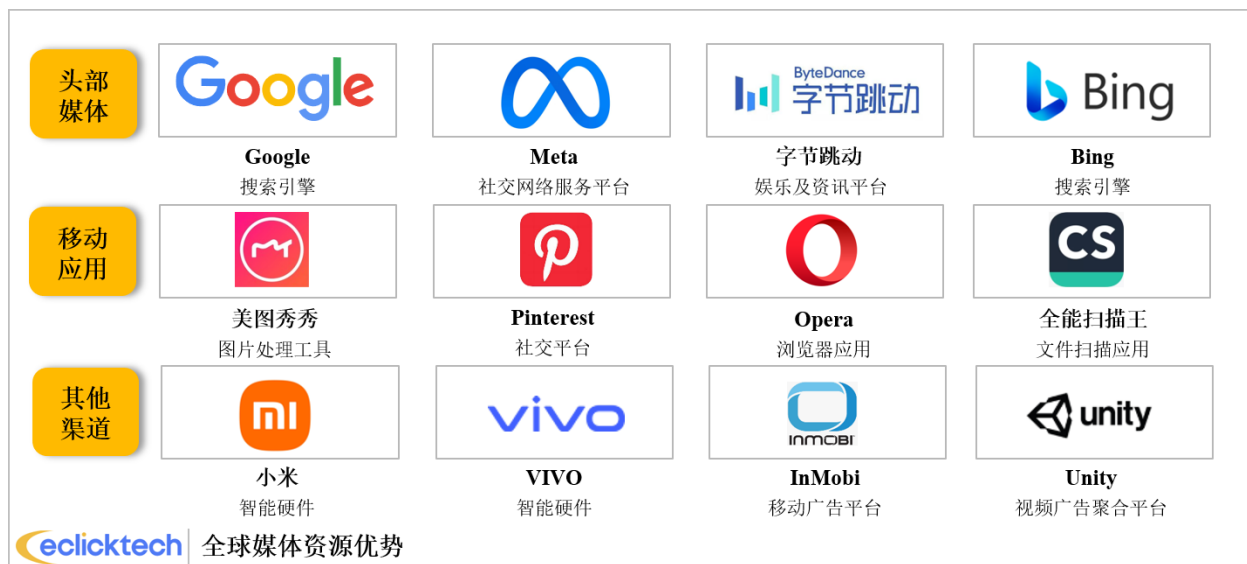 头部
媒体
Google
ByteDance
字节跳动
Bing
Google
Meta
字节跳动
Bing
搜索引擎
社交网络服务平台
娱乐及资讯平台
搜索引擎
移动
应用
CS
美图秀秀
Pinterest
Opera
全能扫描王
图片处理工具
社交平台
浏览器应用
文件扫描应用
其他
渠道
mi
vivo
INMOBI
unity
小米
VIVO
InMobi
Unity
智能硬件
智能硬件
移动广告平台
视频广告聚合平台
eclicktech
全球媒体资源优势